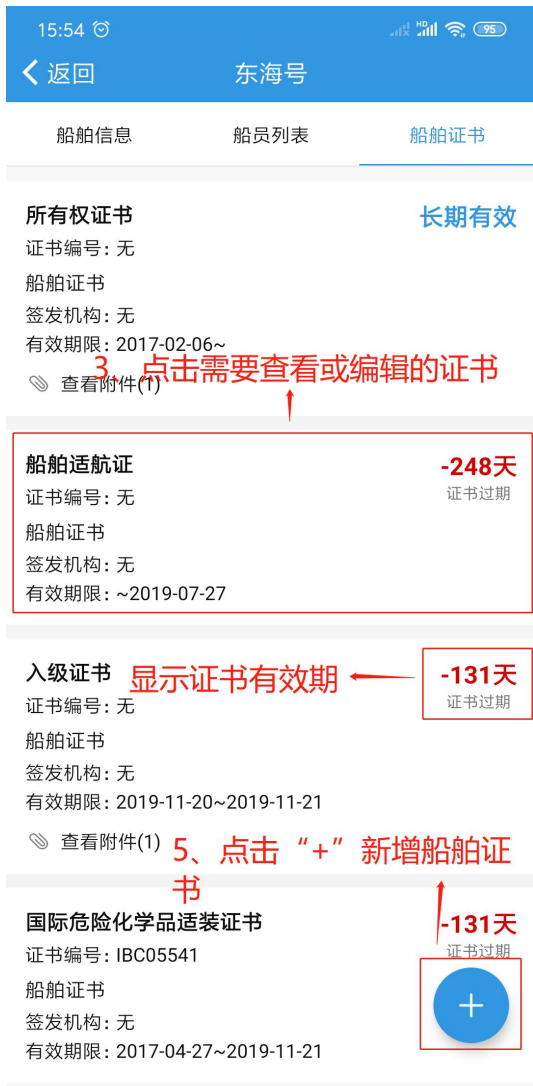 15:54
HD 95
返回 东海号
船舶信息 船员列表 船舶证书
所有权证书 长期有效
证书编号: 无
船舶证书
签发机构: 无
有效期限: 2017-02-06~
3、点击需要查看或编辑的证书
查看附件(1)
船舶适航证 -248天
证书编号: 无 证书过期
船舶证书
签发机构: 无
有效期限: ~2019-07-27
入级证书 显示证书有效期 -131天
证书编号: 无 证书过期
船舶证书
签发机构: 无
有效期限: 2019-11-20~2019-11-21
查看附件(1)
5、点击“+”新增船舶证
书
国际危险化学品适装证书 -131天
证书编号: IBC05541 证书过期
船舶证书 +
签发机构: 无
有效期限: 2017-04-27~2019-11-21